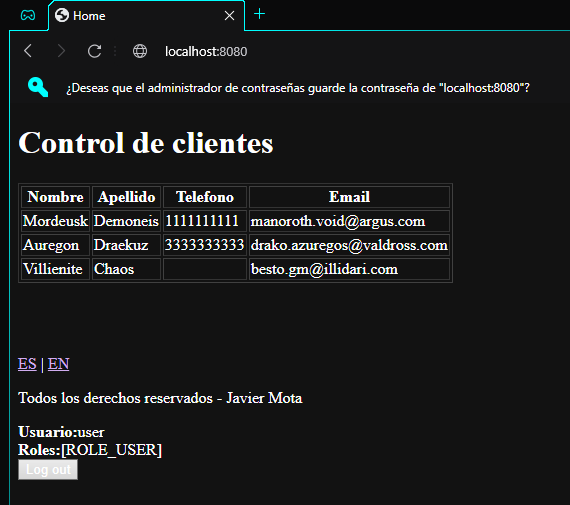 Home
localhost:8080
¿Deseas que el administrador de contraseñas guarde la contraseña de "localhost:8080"?
Control de clientes
Nombre Apellido Telefono Email
Mordeusk Demoneis 1111111111 manoroth.void@argus.com
Auregon Draekuz 3333333333 drako.azuregos@valdross.com
Villienite Chaos besto.gm@illidari.com
ES | EN
Todos los derechos reservados - Javier Mota
Usuario:user
Roles:[ROLE_USER]
Log out